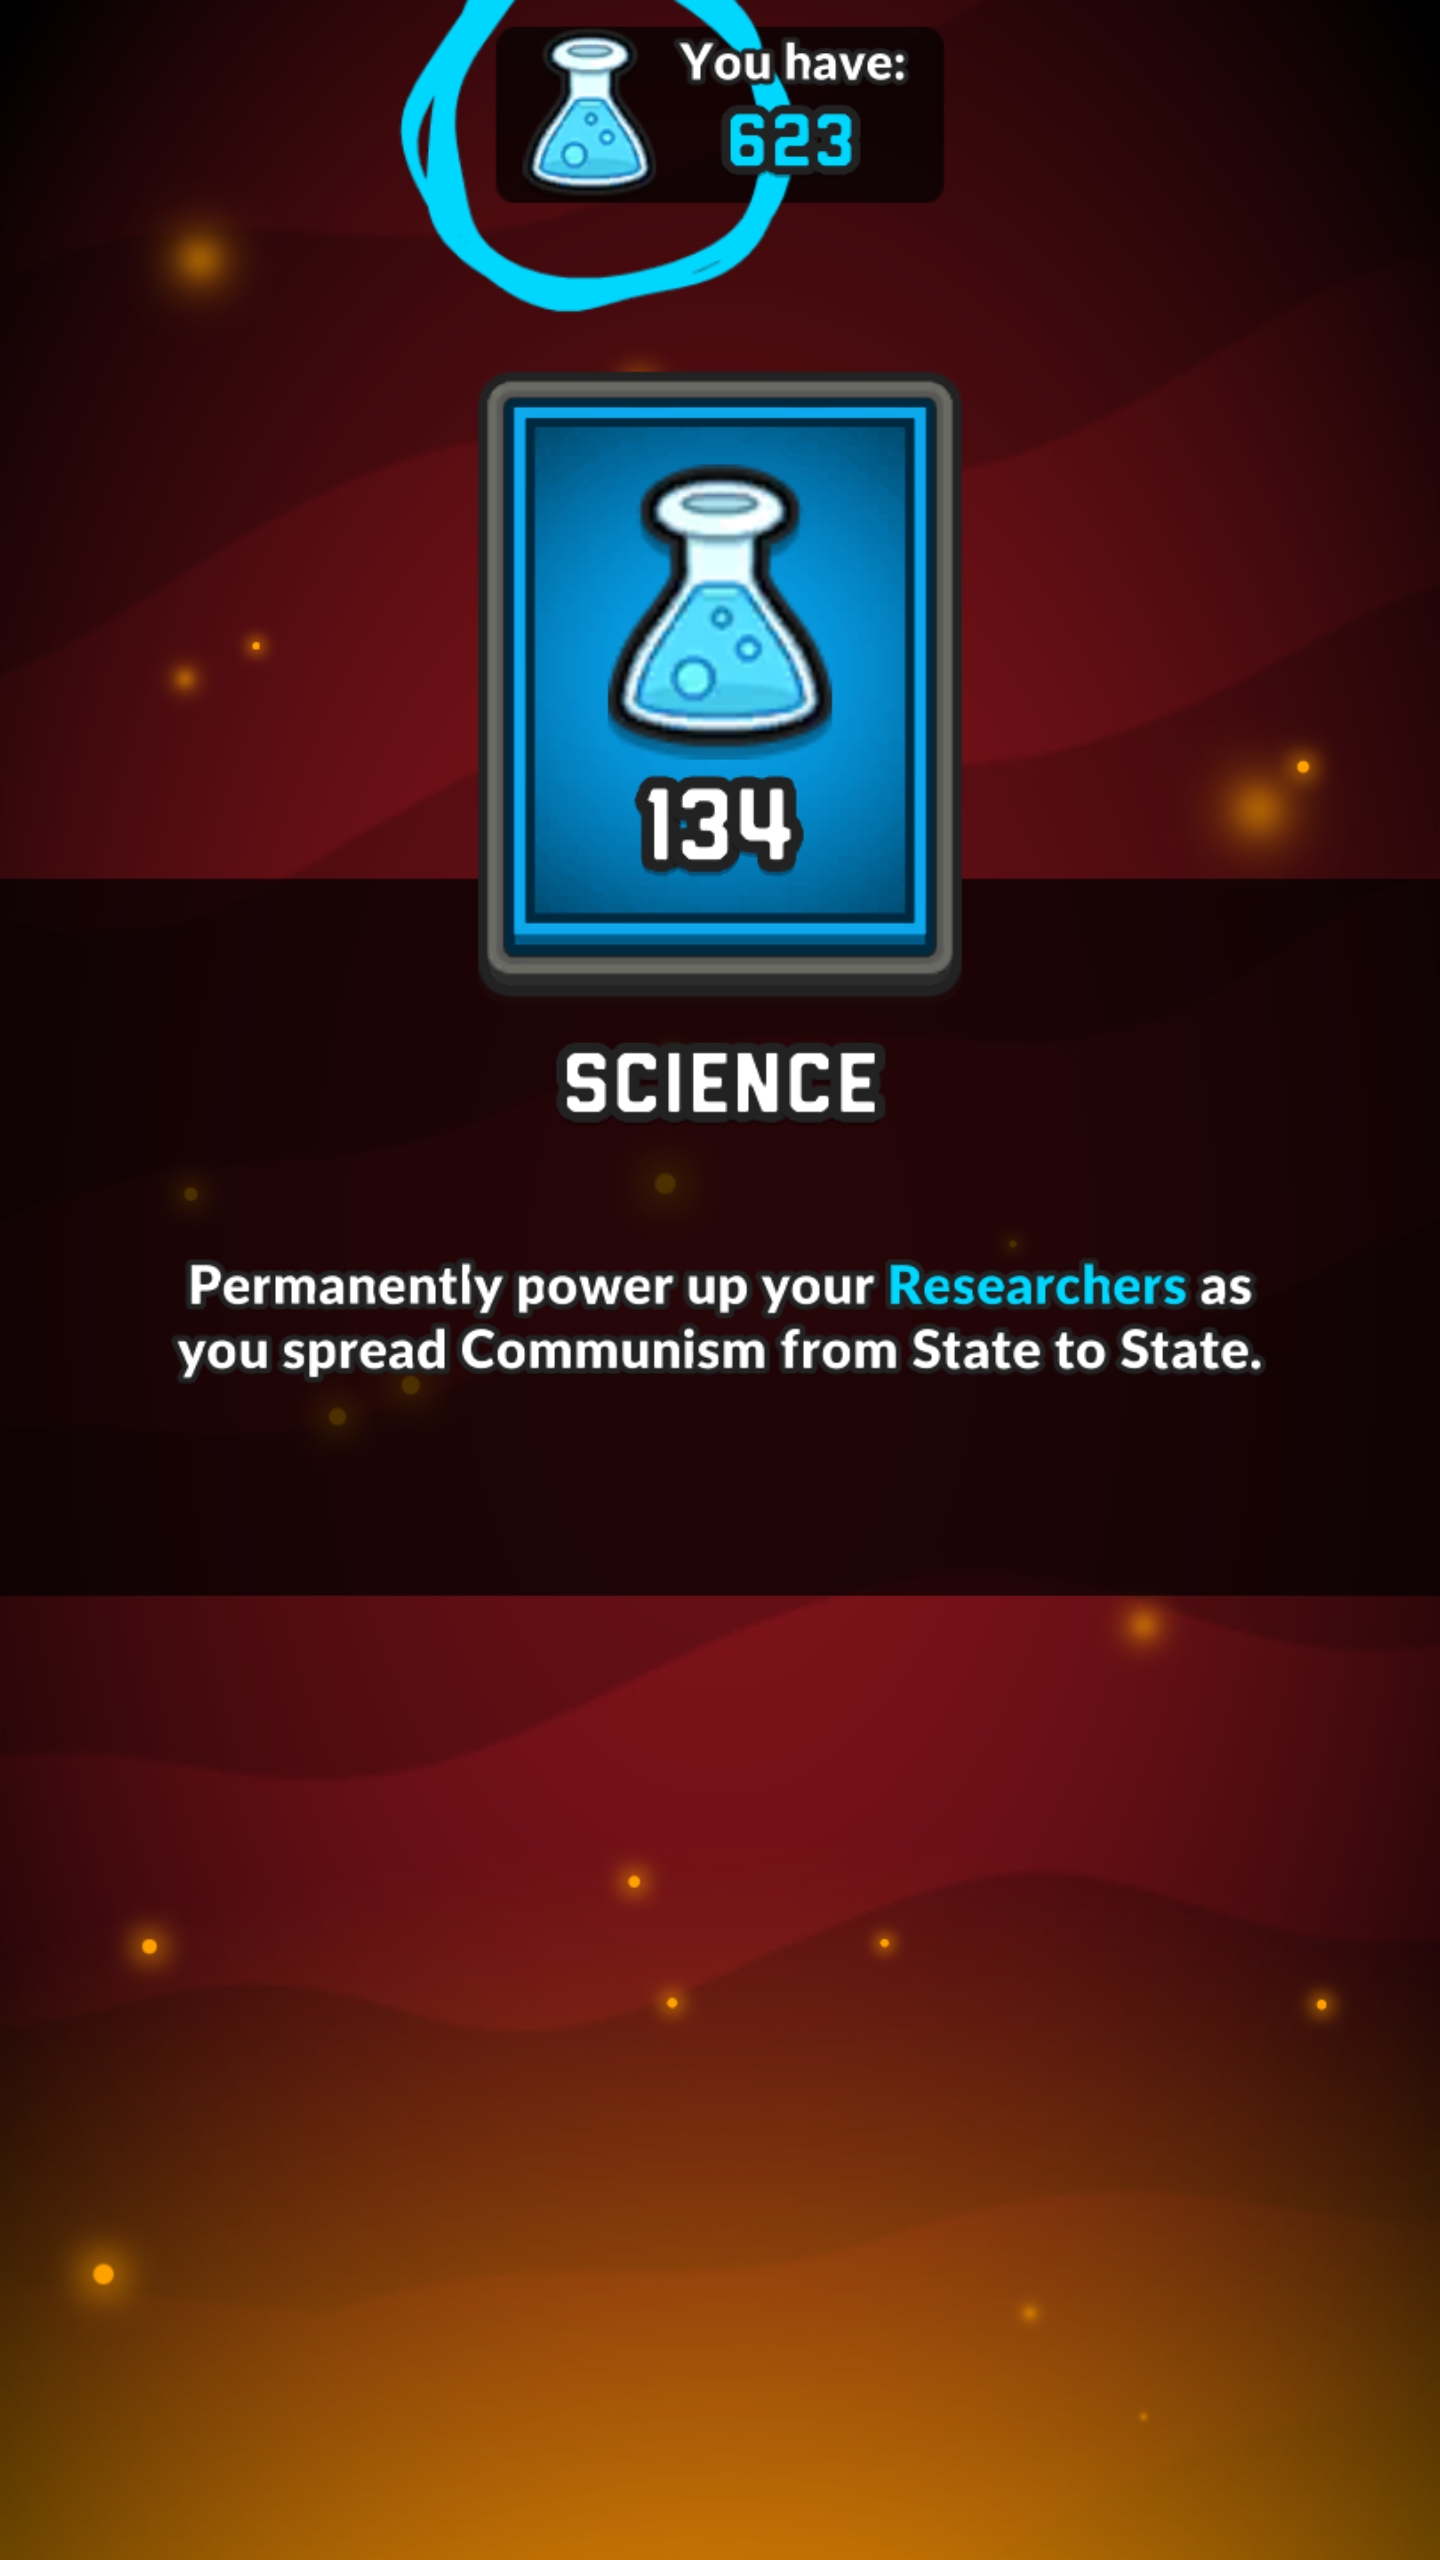 You have:
623
134
SCIENCE
Permanently power up your Researchers as
you spread Communism from State to State.